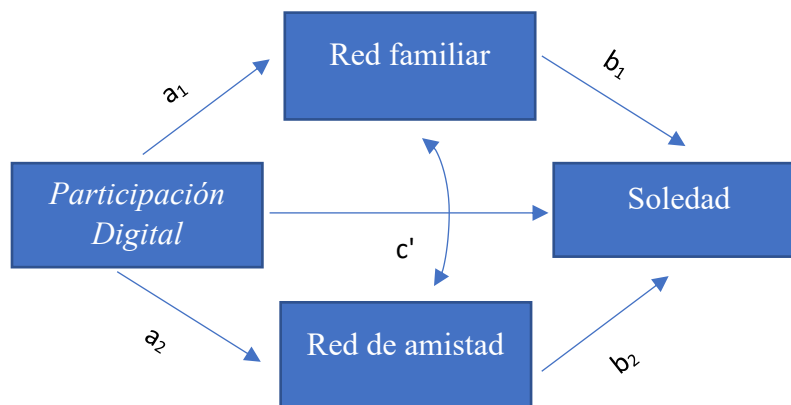 Red familiar
a₁
b₁
Participación
Digital
Soledad
c'
a₂
Red de amistad
b₂